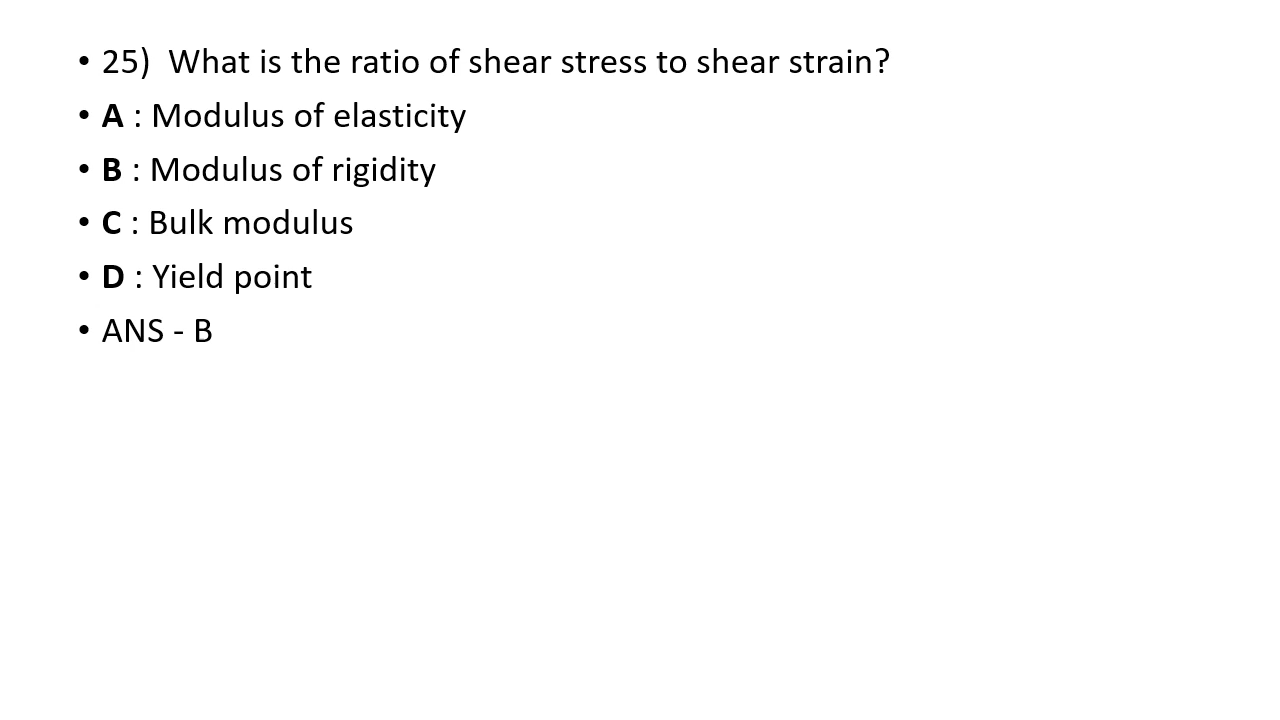 • 25)  What is the ratio of shear stress to shear strain?
• A : Modulus of elasticity
• B : Modulus of rigidity
• C : Bulk modulus
• D : Yield point
• ANS - B